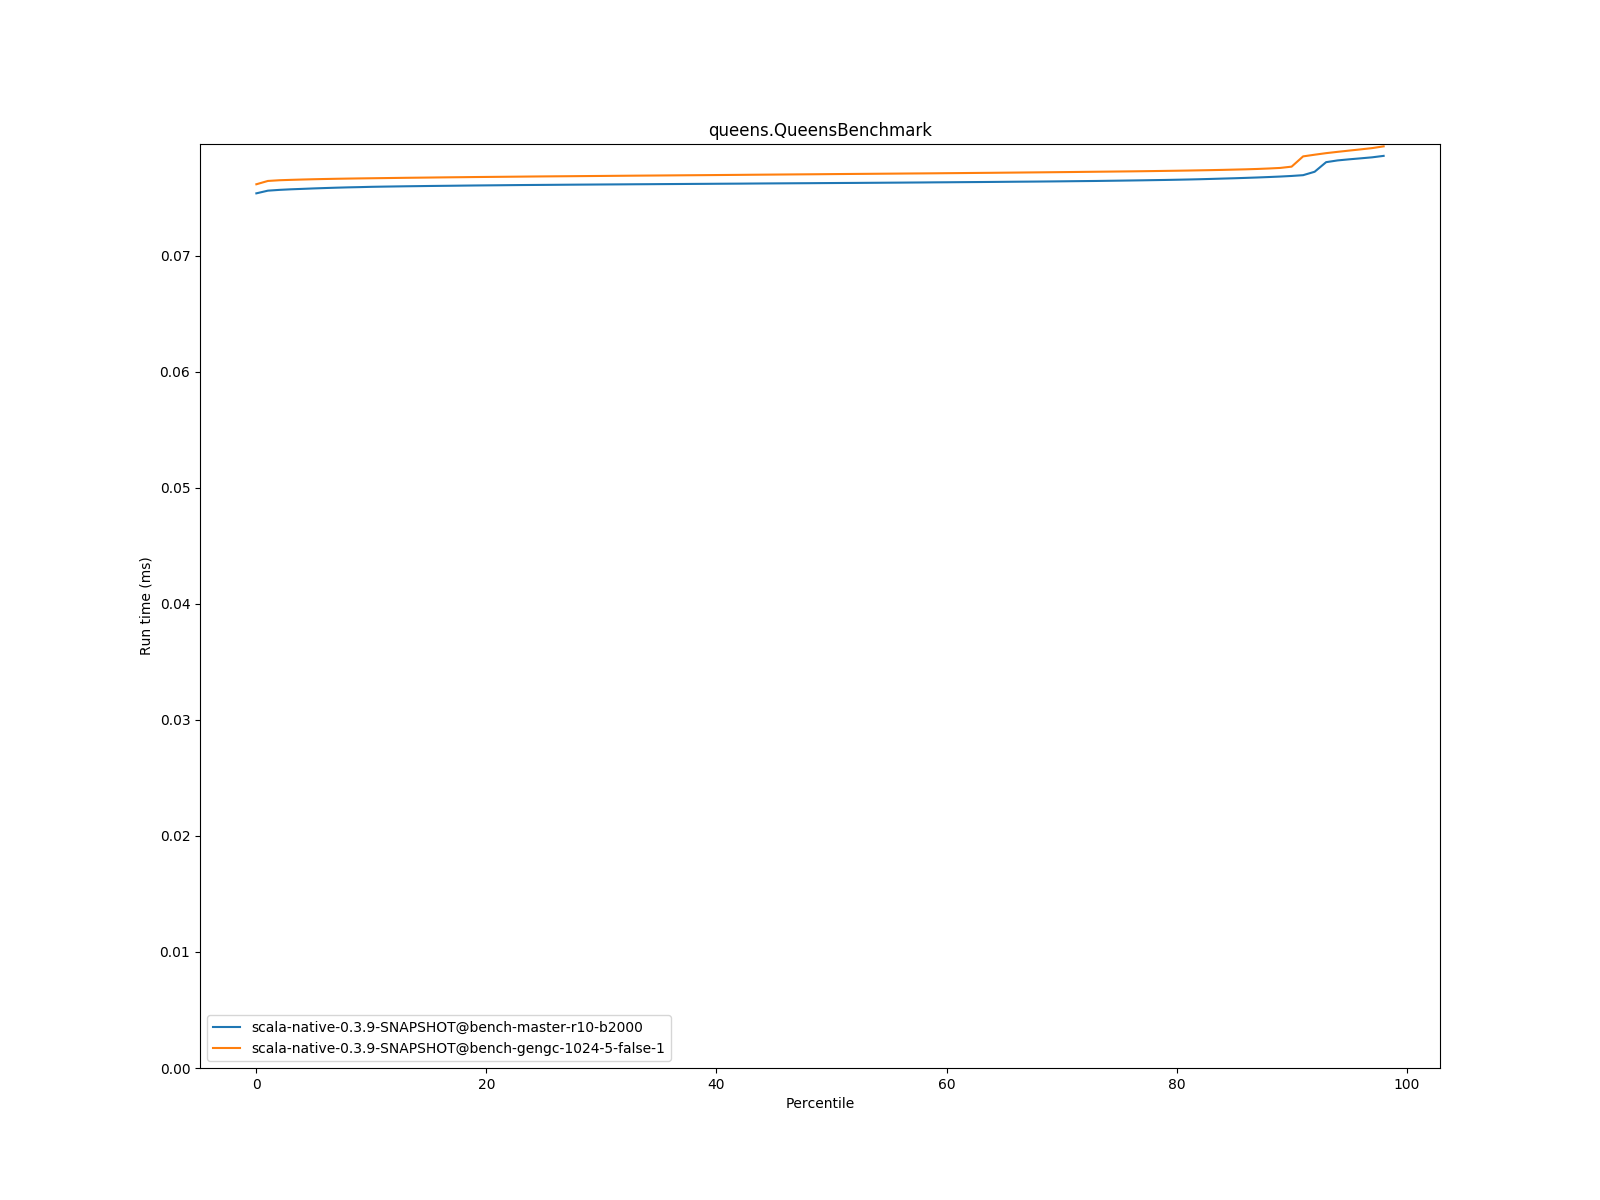 queens.QueensBenchmark
0.07
0.06
0.05
0.04
0.03
0.02
0.01
0.00
Run time (ms)
scala-native-0.3.9-SNAPSHOT@bench-master-r10-b2000
scala-native-0.3.9-SNAPSHOT@bench-gengc-1024-5-false-1
0 20 40 60 80 100
Percentile